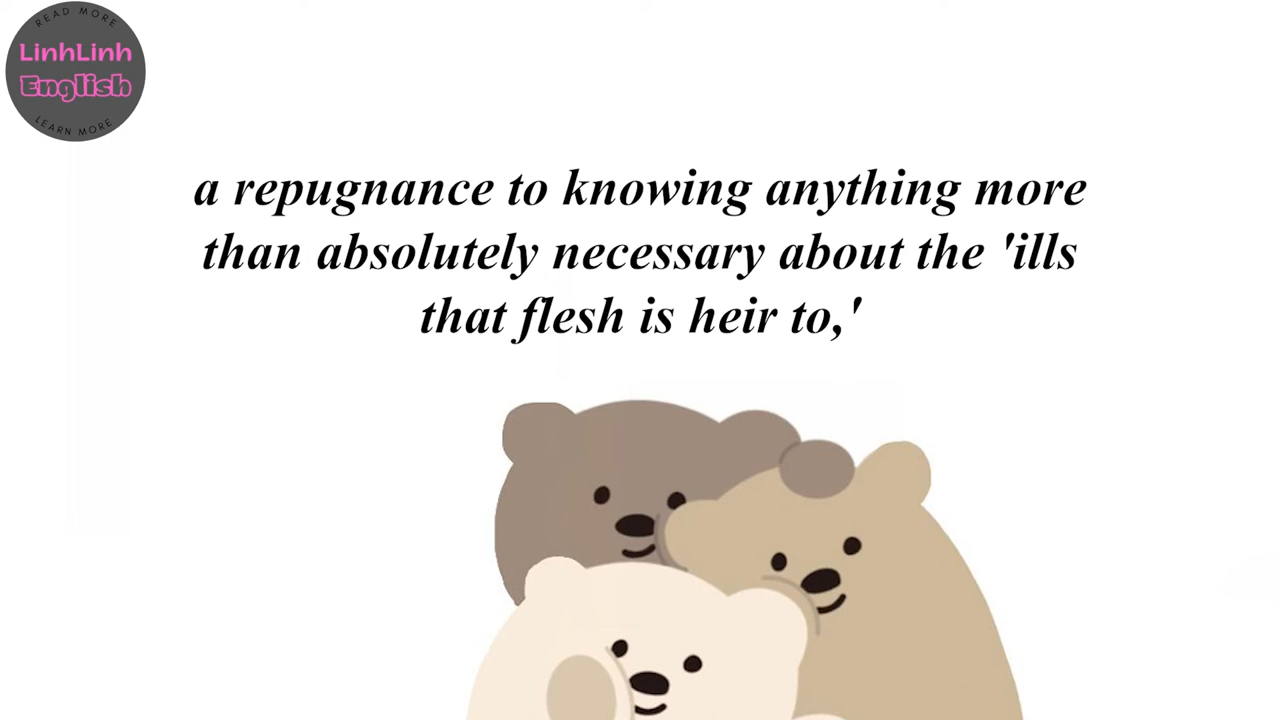 READ MORE
LinhLinh
English
LEARN MORE
a repugnance to knowing anything more
than absolutely necessary about the 'ills
that flesh is heir to,'